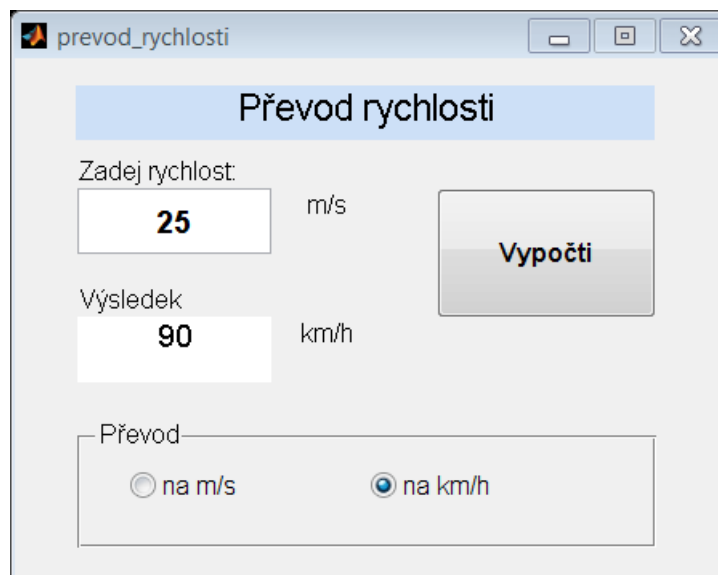 prevod_rychlosti
Převod rychlosti
Zadej rychlost:
25
m/s
Vypočti
Výsledek
90
km/h
Převod
na m/s
na km/h